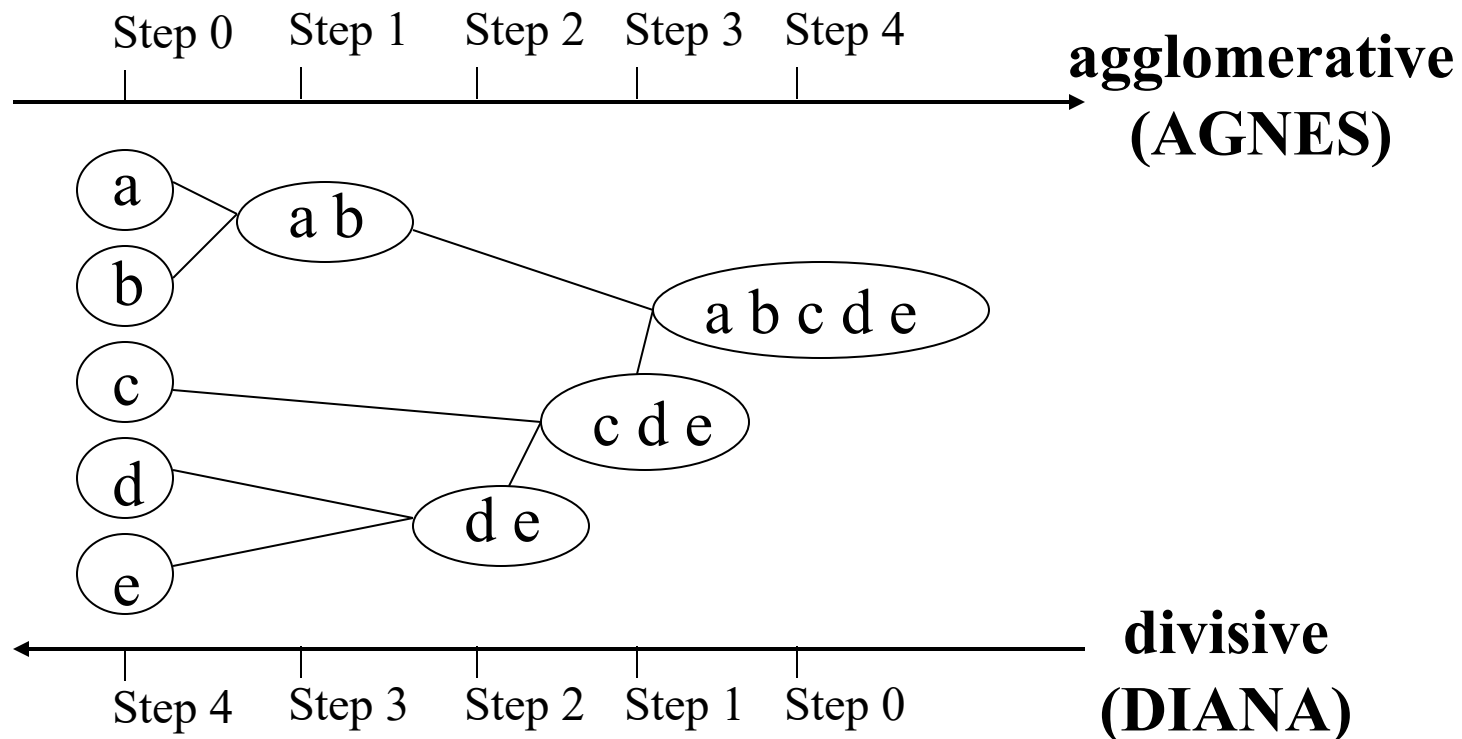 Step 0 Step 1 Step 2 Step 3 Step 4
agglomerative
(AGNES)
a
a b
b
a b c d e
c
c d e
d
d e
e
divisive
(DIANA)
Step 4 Step 3 Step 2 Step 1 Step 0